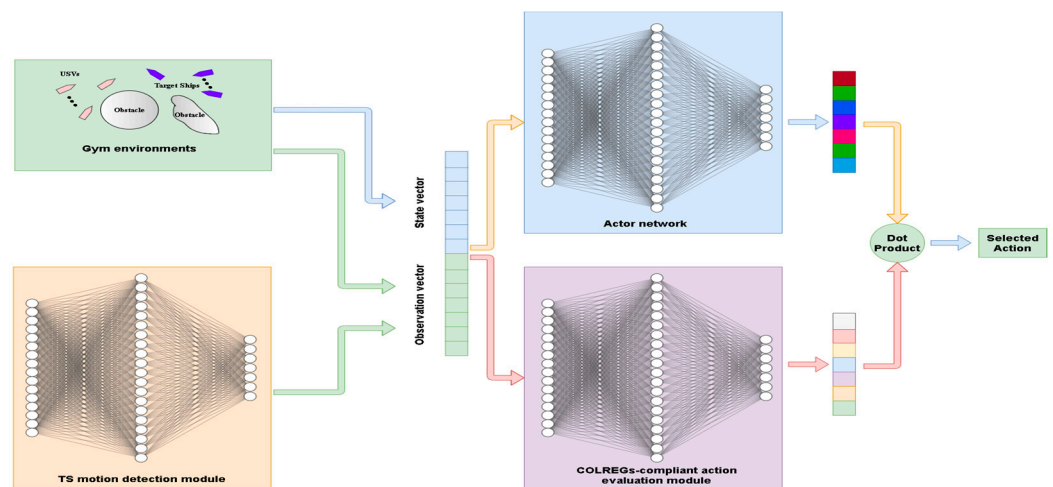 USVs
Target Ships
Obstacle
Obstacle
Gym environments
TS motion detection module
State vector
Observation vector
Actor network
COLREGs-compliant action
evaluation module
Dot
Product
Selected
Action